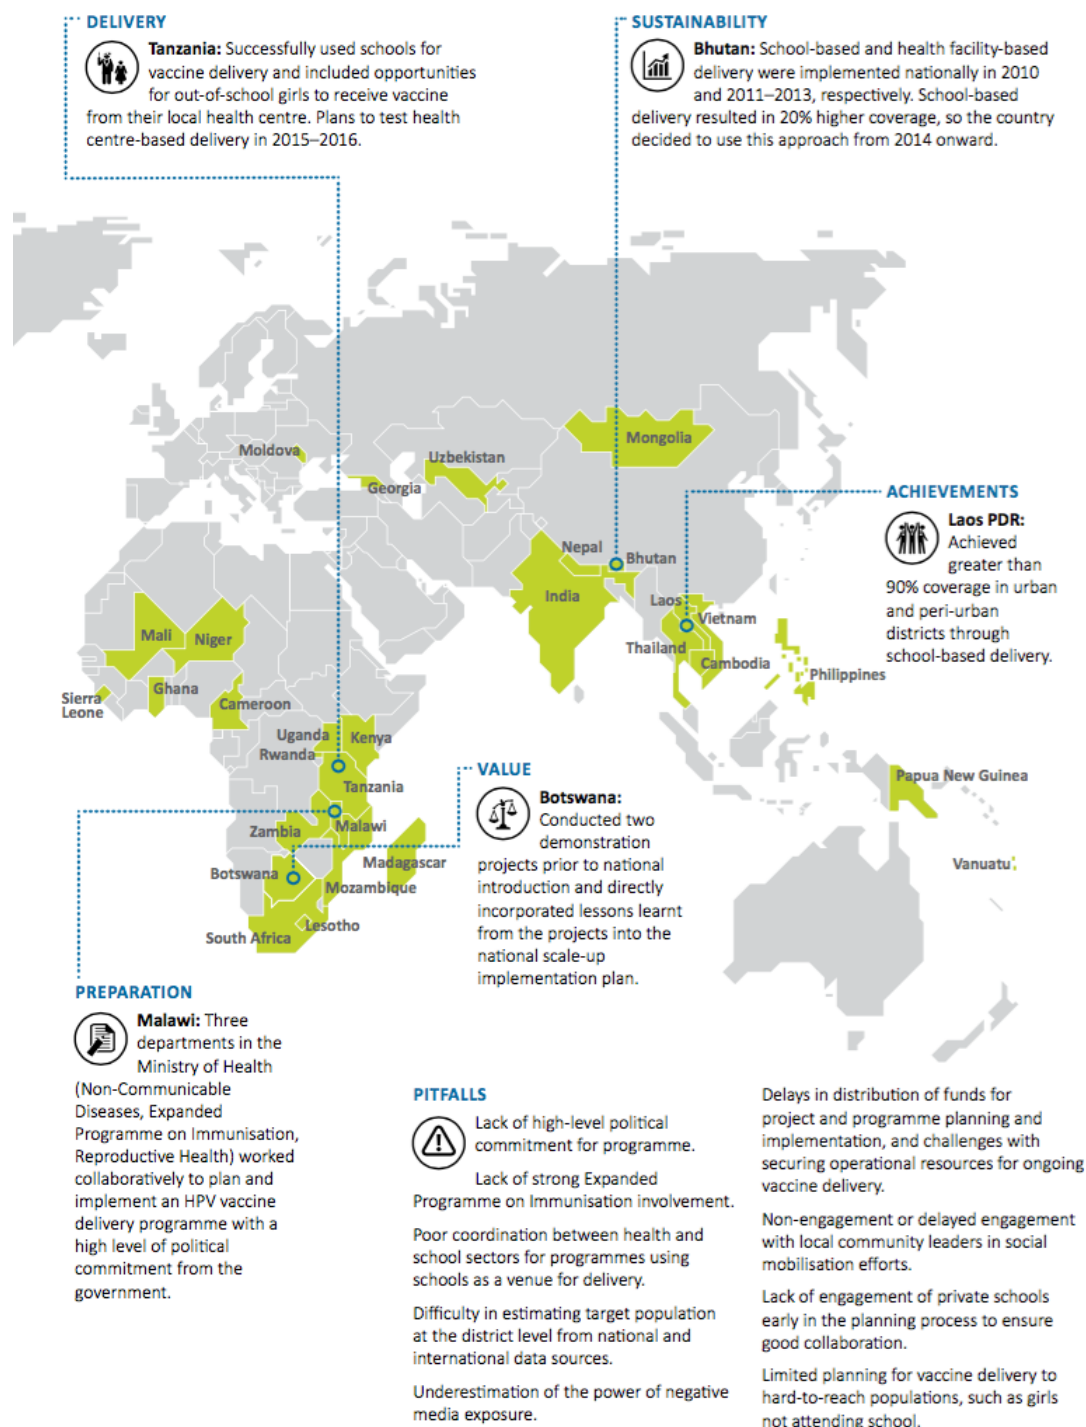 DELIVERY
Tanzania: Successfully used schools for
vaccine delivery and included opportunities
for out-of-school girls to receive vaccine
from their local health centre. Plans to test health
centre-based delivery in 2015–2016.
SUSTAINABILITY
Bhutan: School-based and health facility-based
delivery were implemented nationally in 2010
and 2011–2013, respectively. School-based
delivery resulted in 20% higher coverage, so the country
decided to use this approach from 2014 onward.
Moldova
Georgia
Uzbekistan
Mongolia
Nepal
Bhutan
India
Laos
Vietnam
Thailand
Cambodia
Philippines
ACHIEVEMENTS
Laos PDR:
Achieved
greater than
90% coverage in urban
and peri-urban
districts through
school-based delivery.
Mali
Niger
Sierra
Leone
Ghana
Cameroon
Uganda
Kenya
Rwanda
Tanzania
Zambia
Malawi
Botswana
Madagascar
Mozambique
Lesotho
South Africa
Papua New Guinea
Vanuatu
VALUE
Botswana:
Conducted two
demonstration
projects prior to national
introduction and directly
incorporated lessons learnt
from the projects into the
national scale-up
implementation plan.
PREPARATION
Malawi: Three
departments in the
Ministry of Health
(Non-Communicable
Diseases, Expanded
Programme on Immunisation,
Reproductive Health) worked
collaboratively to plan and
implement an HPV vaccine
delivery programme with a
high level of political
commitment from the
government.
PITFALLS
Lack of high-level political
commitment for programme.
Lack of strong Expanded
Programme on Immunisation involvement.
Poor coordination between health and
school sectors for programmes using
schools as a venue for delivery.
Difficulty in estimating target population
at the district level from national and
international data sources.
Underestimation of the power of negative
media exposure.
Delays in distribution of funds for
project and programme planning and
implementation, and challenges with
securing operational resources for ongoing
vaccine delivery.
Non-engagement or delayed engagement
with local community leaders in social
mobilisation efforts.
Lack of engagement of private schools
early in the planning process to ensure
good collaboration.
Limited planning for vaccine delivery to
hard-to-reach populations, such as girls
not attending school.